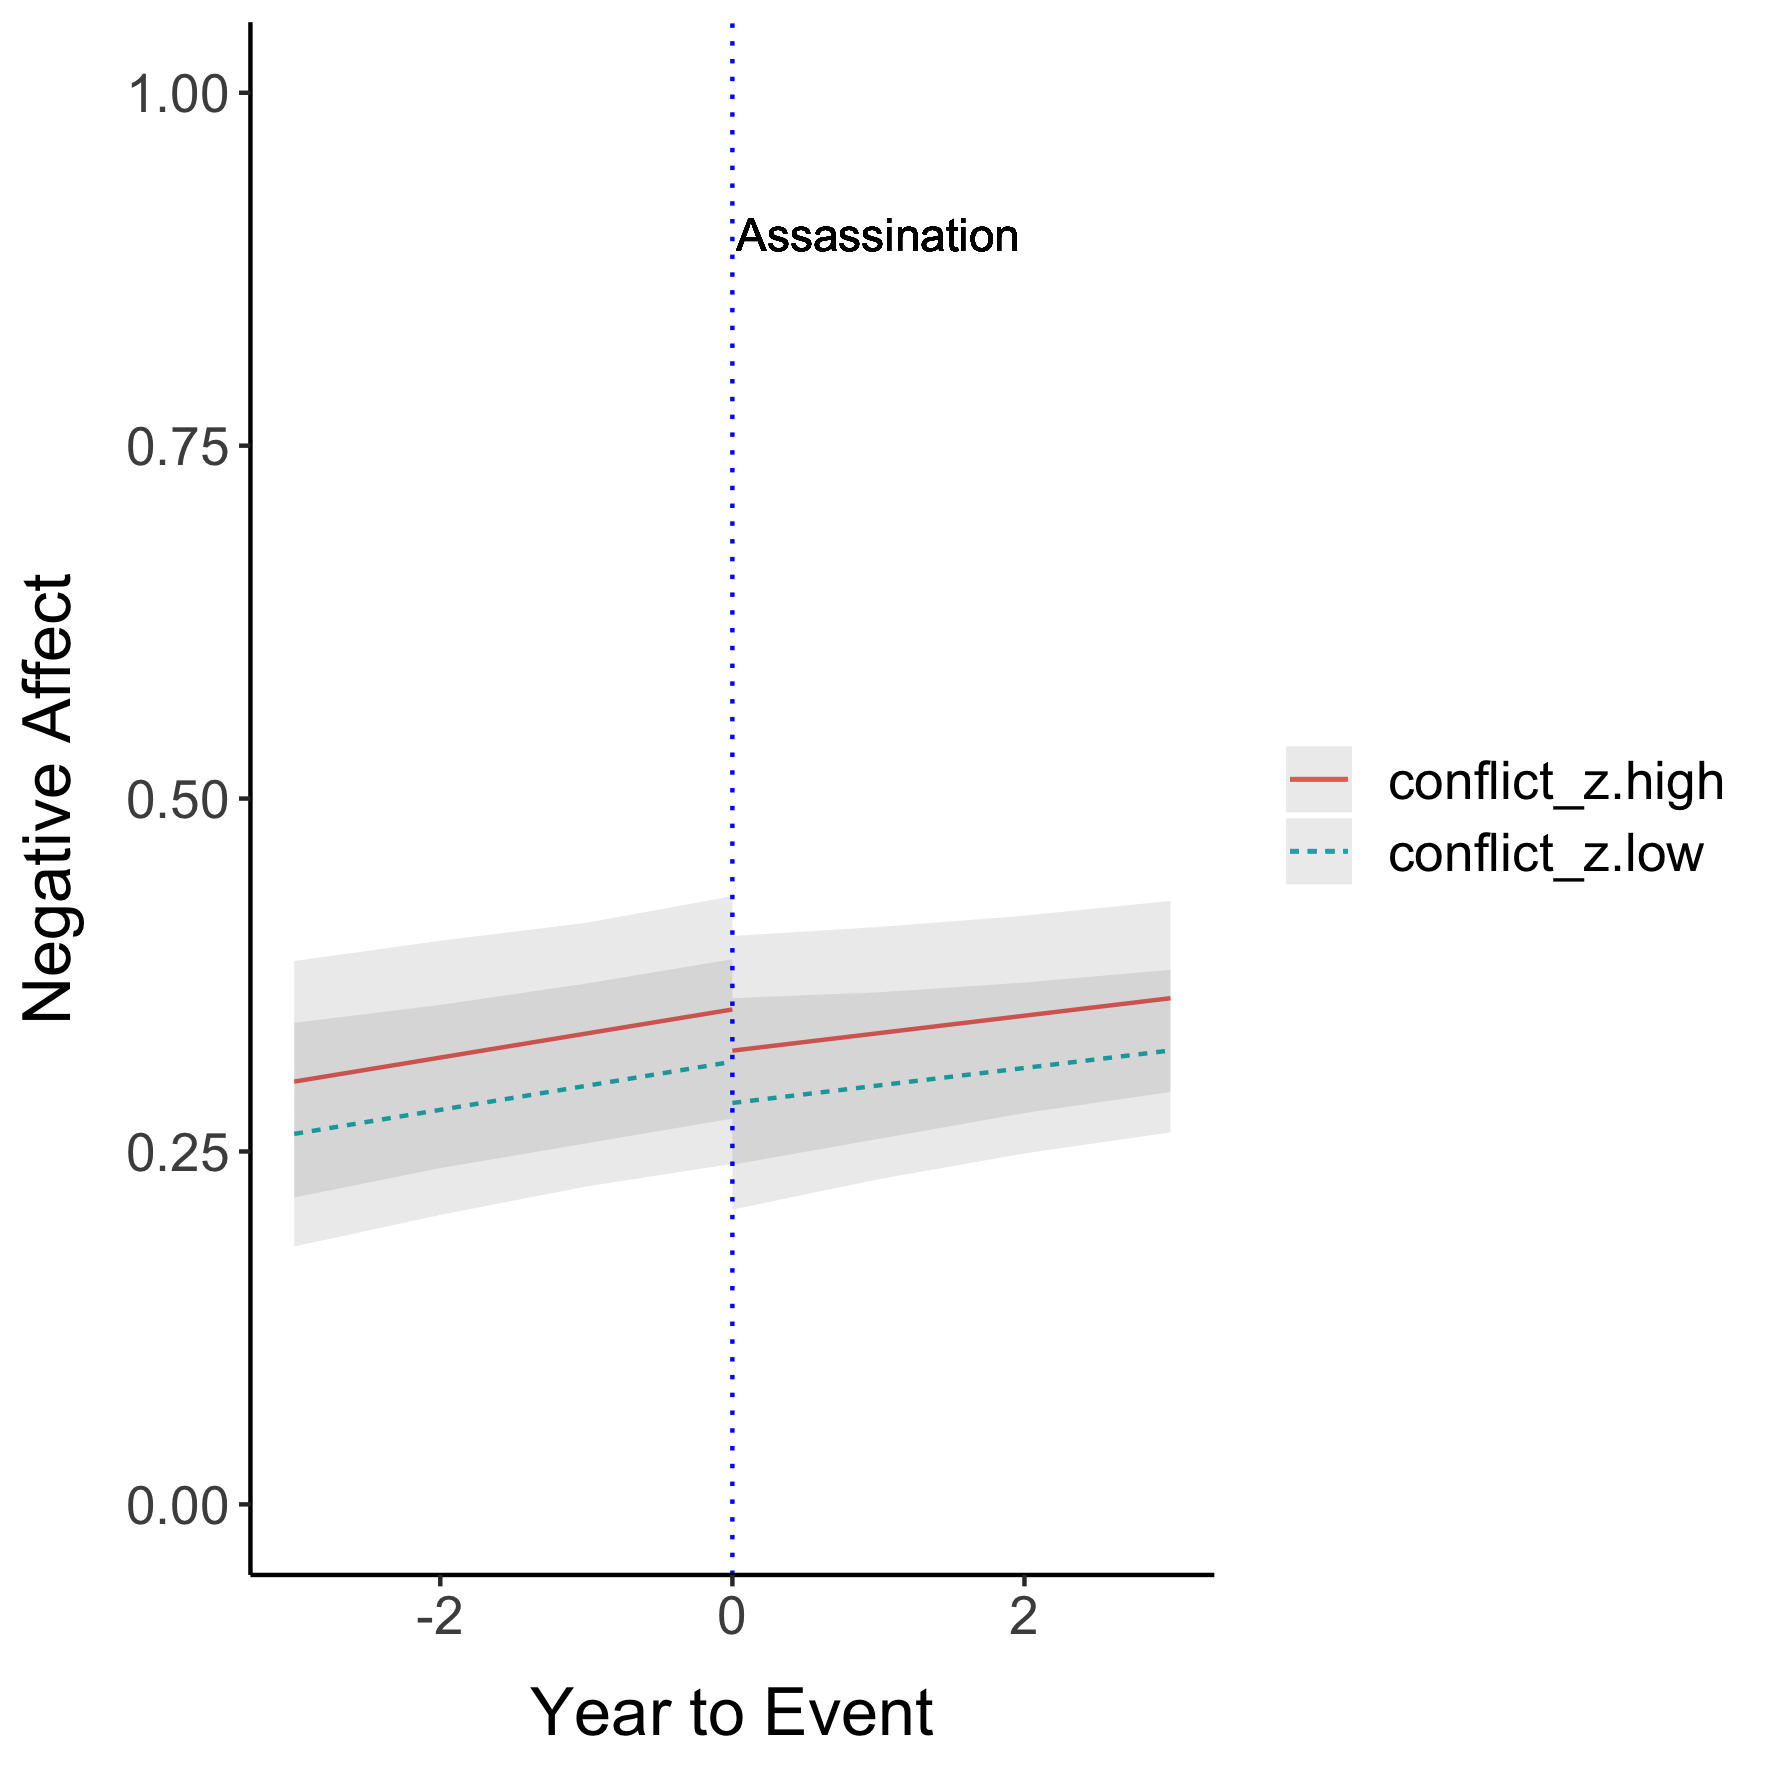 1.00
0.75
0.50
0.25
0.00
Negative Affect
Assassination
conflict_z.high
conflict_z.low
-2
0
2
Year to Event